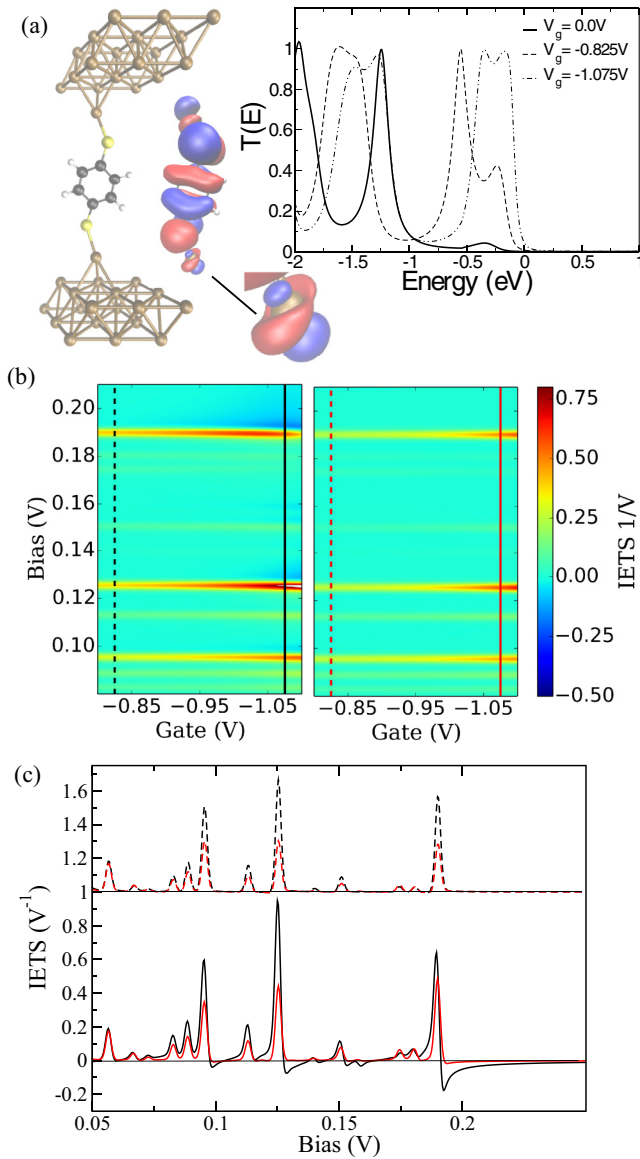 (a)
V_g = 0.0V
V_g = -0.825V
V_g = -1.075V
T(E)
1
0.8
0.6
0.4
0.2
0
-2 -1.5 -1 -0.5 0 0.5 1
Energy (eV)
(b)
Bias (V)
0.20
0.18
0.16
0.14
0.12
0.10
−0.85 −0.95 −1.05
Gate (V)
−0.85 −0.95 −1.05
Gate (V)
0.75
0.50
0.25
0.00
−0.25
−0.50
IETS 1/V
(c)
IETS (V⁻¹)
1.6
1.4
1.2
1
0.8
0.6
0.4
0.2
0
-0.2
0.05 0.1 0.15 0.2
Bias (V)